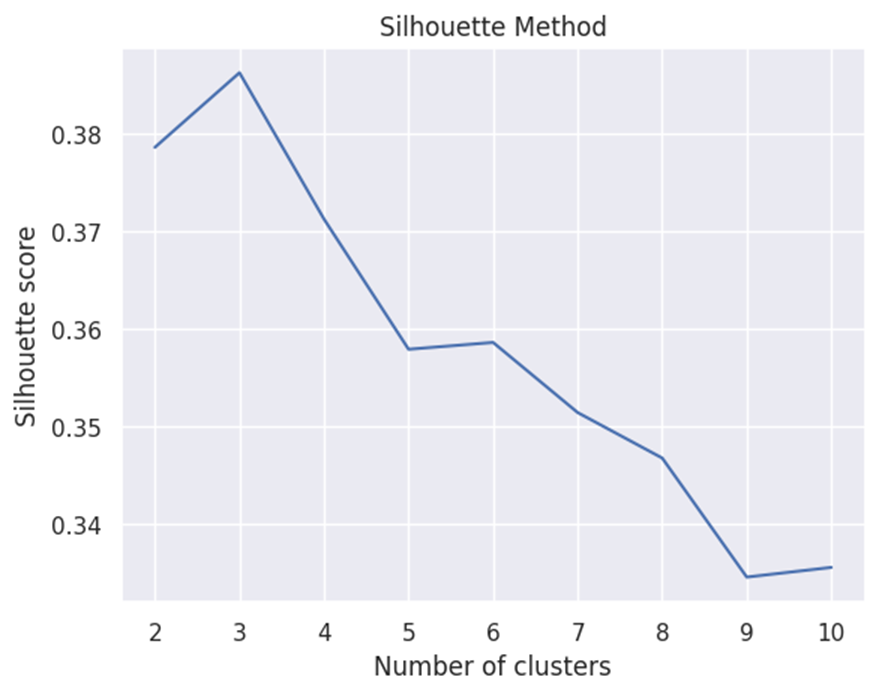 Silhouette Method
0.38
0.37
0.36
0.35
0.34
Silhouette score
2 3 4 5 6 7 8 9 10
Number of clusters